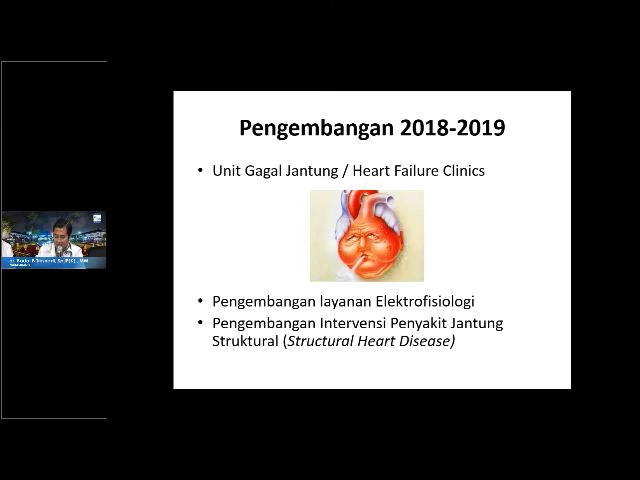 Pengembangan 2018-2019
• Unit Gagal Jantung / Heart Failure Clinics
• Pengembangan layanan Elektrofisiologi
• Pengembangan Intervensi Penyakit Jantung
Struktural (Structural Heart Disease)